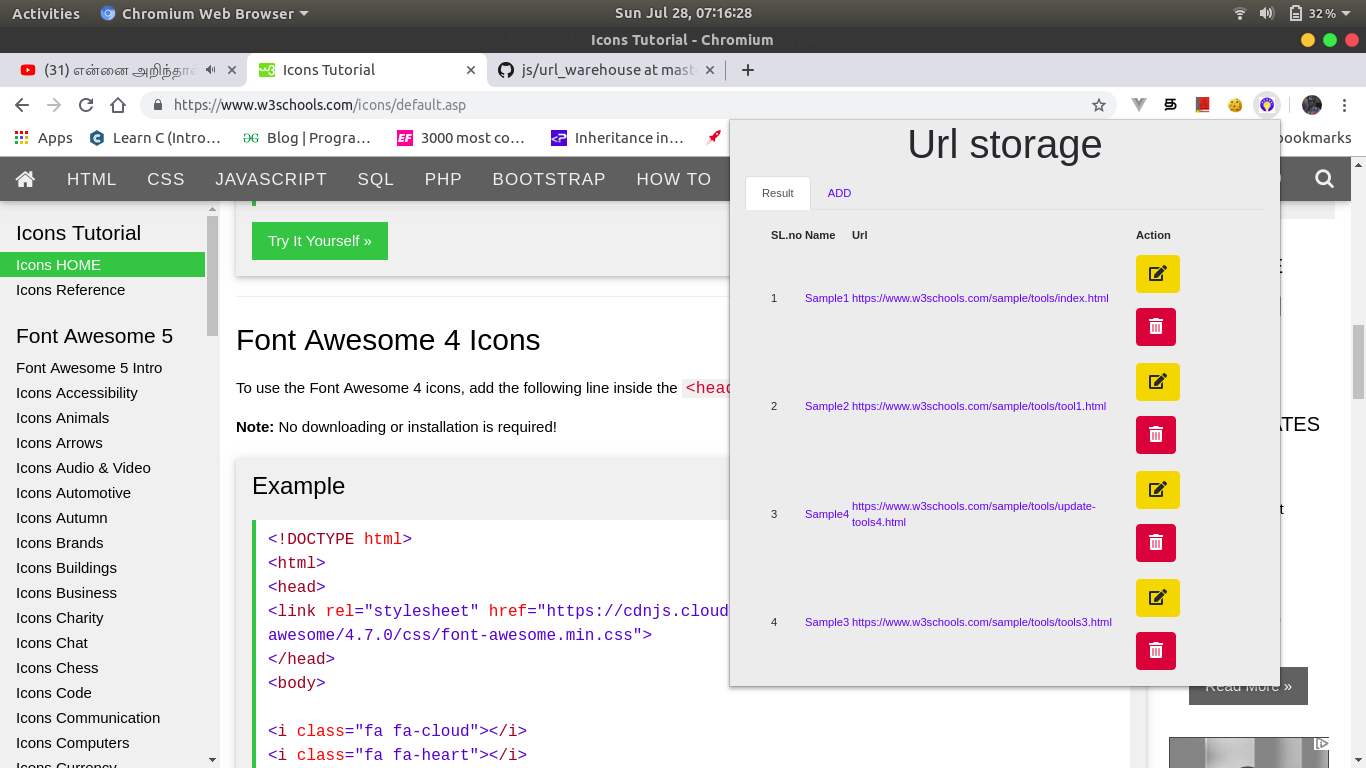 Activities Chromium Web Browser Sun Jul 28, 07:16:28 32%
Icons Tutorial - Chromium
(31) என்னை அறிந்தா Icons Tutorial js/url_warehouse at mast
https://www.w3schools.com/icons/default.asp
Apps Learn C (Intro… Blog | Progra… 3000 most co… Inheritance in… bookmarks
HTML CSS JAVASCRIPT SQL PHP BOOTSTRAP HOW TO
Icons Tutorial
Icons HOME
Icons Reference
Font Awesome 5
Font Awesome 5 Intro
Icons Accessibility
Icons Animals
Icons Arrows
Icons Audio & Video
Icons Automotive
Icons Autumn
Icons Brands
Icons Buildings
Icons Business
Icons Charity
Icons Chat
Icons Chess
Icons Code
Icons Communication
Icons Computers
Icons Currency
Try It Yourself »
Font Awesome 4 Icons
To use the Font Awesome 4 icons, add the following line inside the <head
Note: No downloading or installation is required!
Example
<!DOCTYPE html>
<html>
<head>
<link rel="stylesheet" href="https://cdnjs.cloud
awesome/4.7.0/css/font-awesome.min.css">
</head>
<body>
<i class="fa fa-cloud"></i>
<i class="fa fa-heart"></i>
Url storage
Result ADD
SL.no Name Url Action
1 Sample1 https://www.w3schools.com/sample/tools/index.html
2 Sample2 https://www.w3schools.com/sample/tools/tool1.html
3 Sample4 https://www.w3schools.com/sample/tools/update-
tools4.html
4 Sample3 https://www.w3schools.com/sample/tools/tools3.html
ATES
Read More »